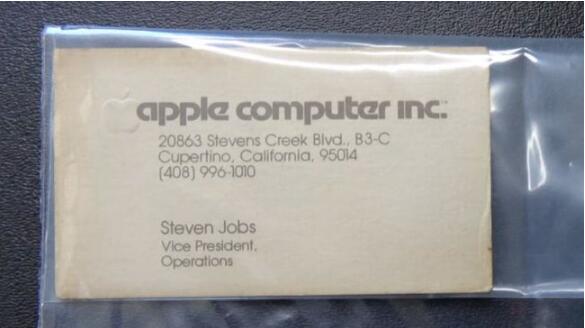 apple computer inc.™
20863 Stevens Creek Blvd., B3-C
Cupertino, California, 95014
(408) 996-1010
Steven Jobs
Vice President,
Operations